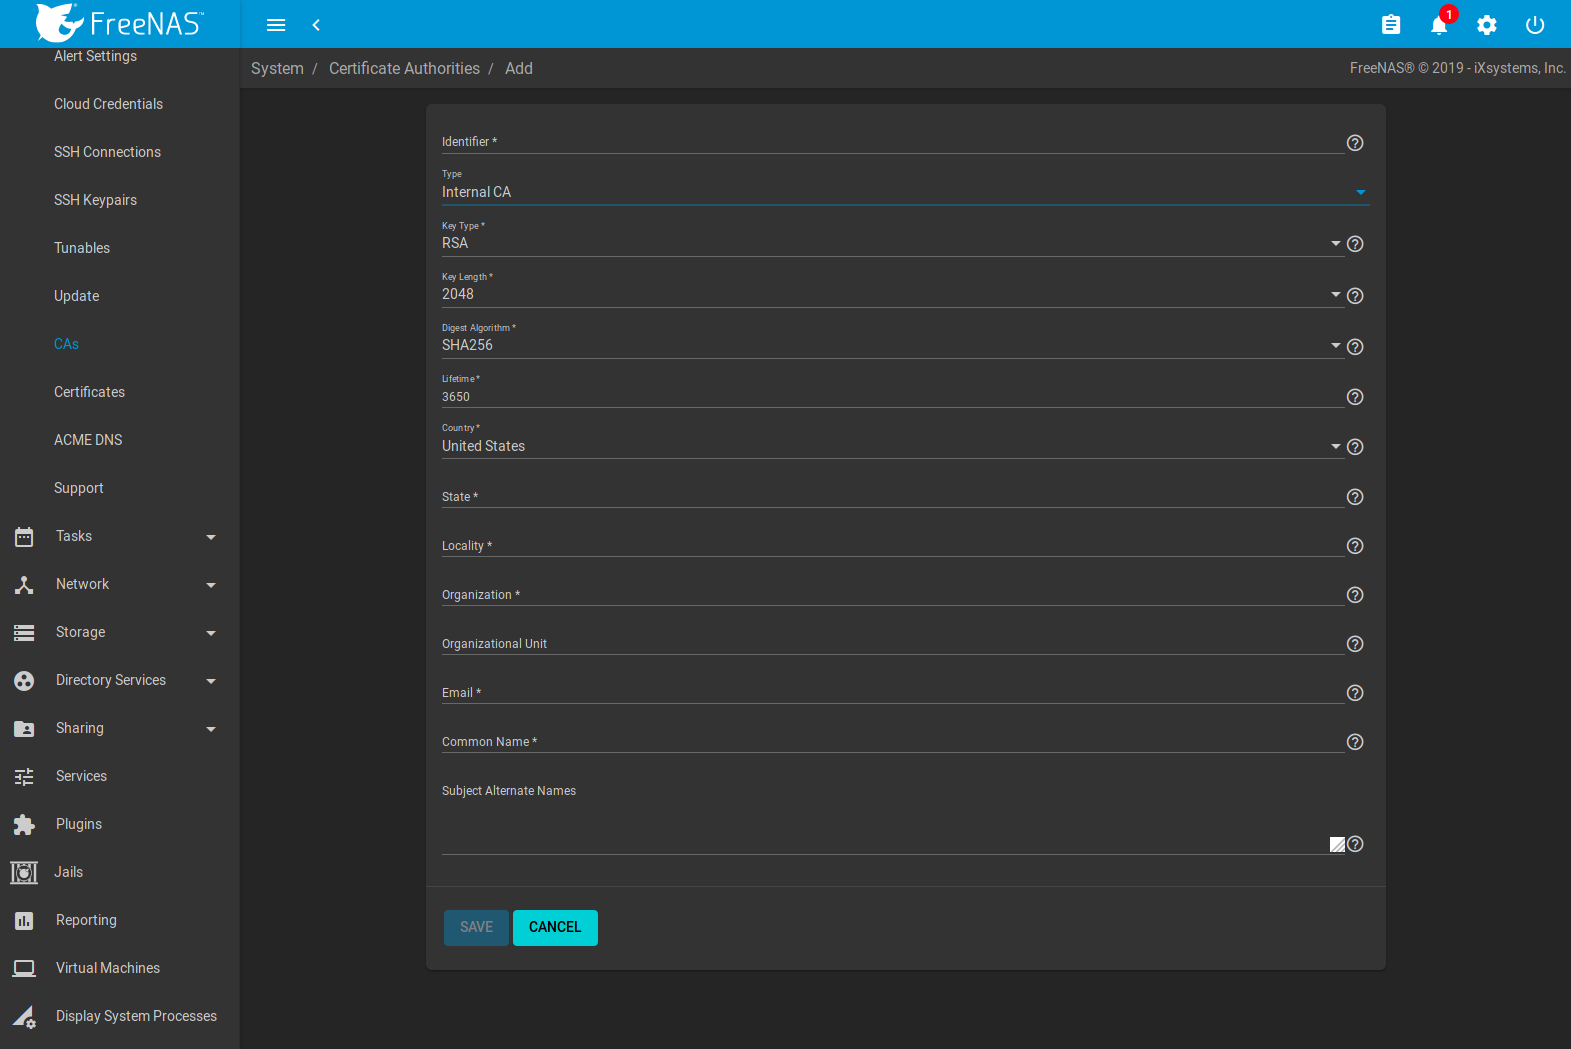 FreeNAS™
1
System / Certificate Authorities / Add
FreeNAS® © 2019 - iXsystems, Inc.
Alert Settings
Cloud Credentials
SSH Connections
SSH Keypairs
Tunables
Update
CAs
Certificates
ACME DNS
Support
Tasks
Network
Storage
Directory Services
Sharing
Services
Plugins
Jails
Reporting
Virtual Machines
Display System Processes
Identifier *
Type
Internal CA
Key Type *
RSA
Key Length *
2048
Digest Algorithm *
SHA256
Lifetime *
3650
Country *
United States
State *
Locality *
Organization *
Organizational Unit
Email *
Common Name *
Subject Alternate Names
SAVE CANCEL